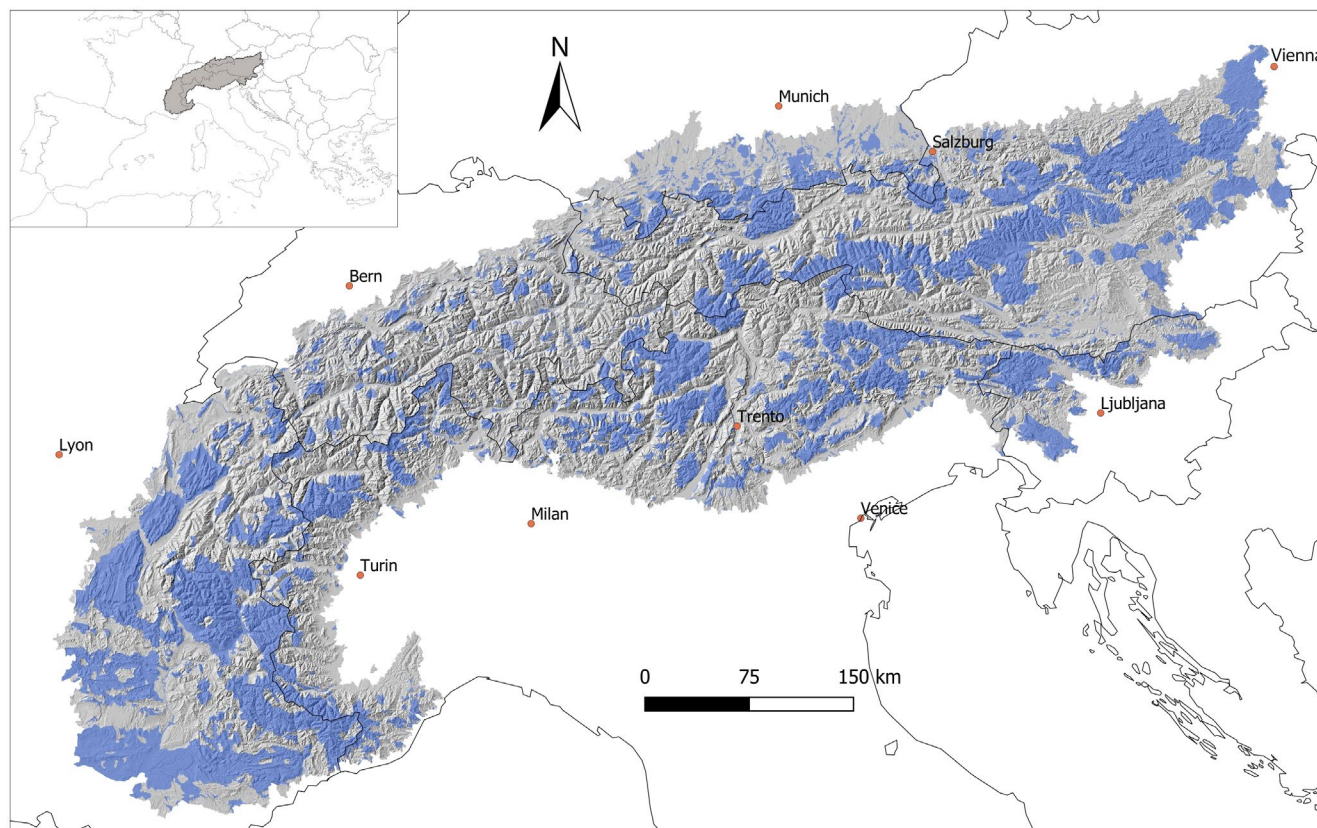 N
Vienna
Munich
Salzburg
Bern
Ljubljana
Trento
Lyon
Venice
Milan
Turin
0 75 150 km